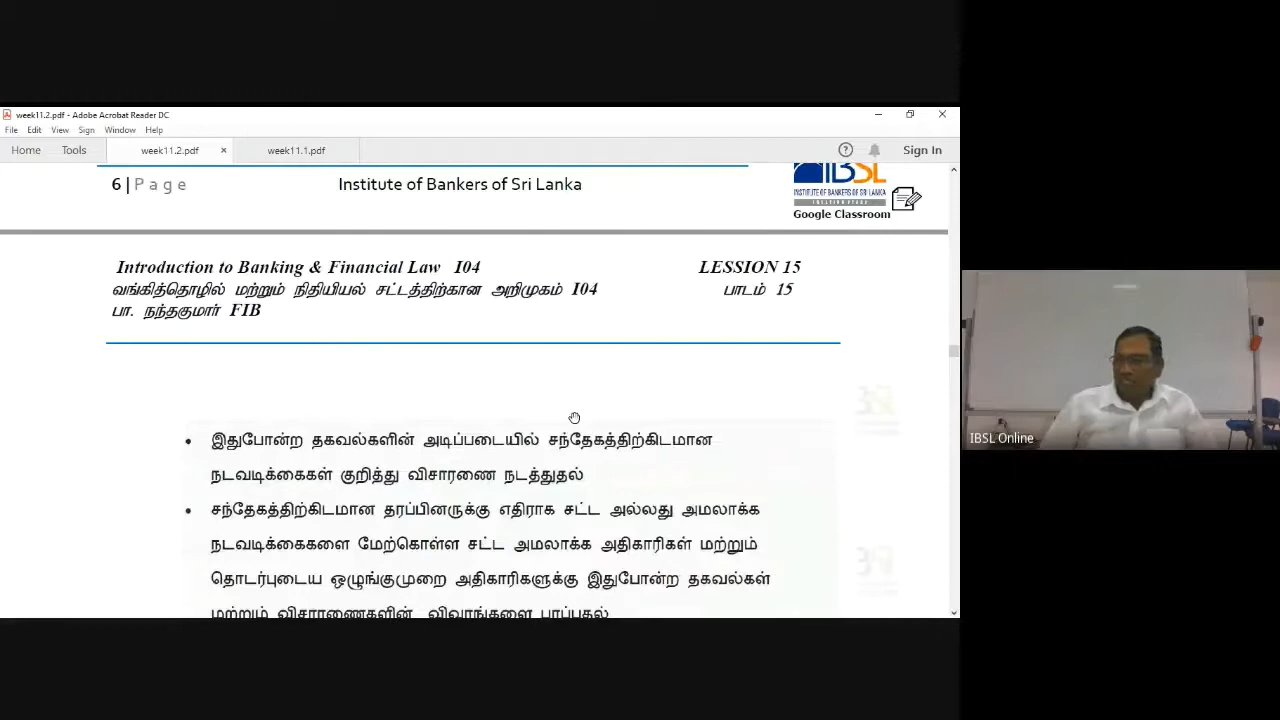 week11.2.pdf - Adobe Acrobat Reader DC
File Edit View Sign Window Help
Home Tools week11.2.pdf × week11.1.pdf Sign In
6 | P a g e Institute of Bankers of Sri Lanka
IBSL
INSTITUTE OF BANKERS OF SRI LANKA
Google Classroom
Introduction to Banking & Financial Law I04 LESSION 15
வங்கித்தொழில் மற்றும் நிதியியல் சட்டத்திற்கான அறிமுகம் I04 பாடம் 15
பா. நந்தகுமார் FIB
• இதுபோன்ற தகவல்களின் அடிப்படையில் சந்தேகத்திற்கிடமான
நடவடிக்கைகள் குறித்து விசாரணை நடத்துதல்
• சந்தேகத்திற்கிடமான தரப்பினருக்கு எதிராக சட்ட அல்லது அமலாக்க
நடவடிக்கைகளை மேற்கொள்ள சட்ட அமலாக்க அதிகாரிகள் மற்றும்
தொடர்புடைய ஒழுங்குமுறை அதிகாரிகளுக்கு இதுபோன்ற தகவல்கள்
மற்றும் விசாரணைகளின்
IBSL Online